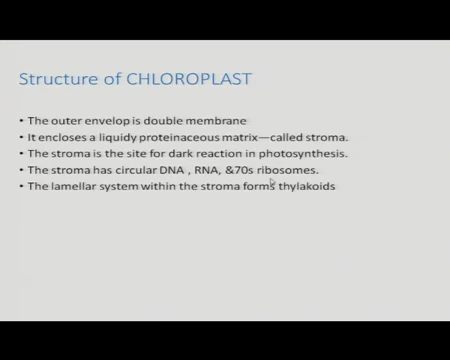 Structure of CHLOROPLAST
• The outer envelop is double membrane
• It encloses a liquidy proteinaceous matrix—called stroma.
• The stroma is the site for dark reaction in photosynthesis.
• The stroma has circular DNA , RNA, &70s ribosomes.
• The lamellar system within the stroma forms thylakoids